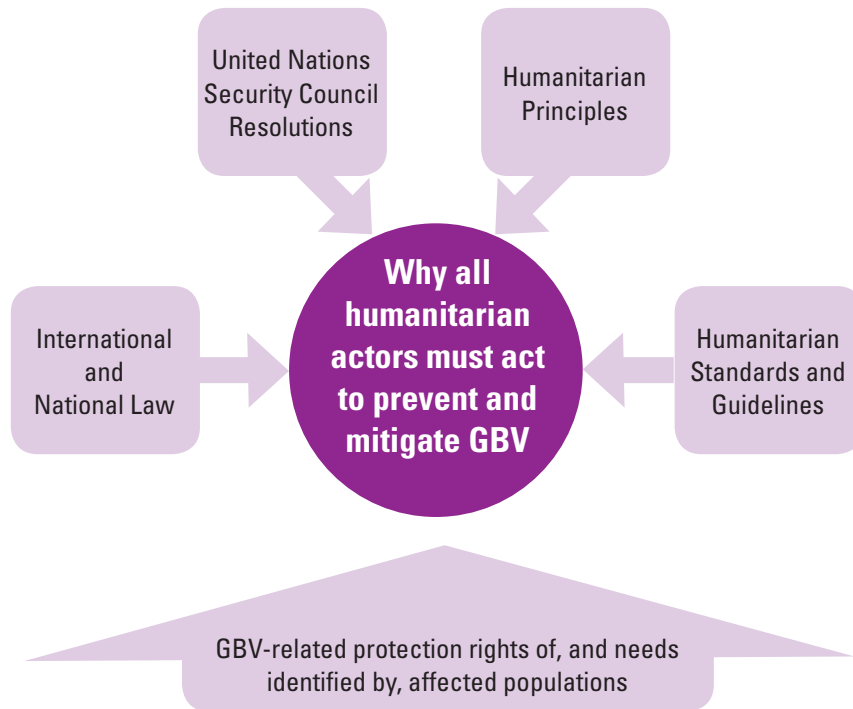 United Nations
Security Council
Resolutions
Humanitarian
Principles
International
and
National Law
Why all
humanitarian
actors must act
to prevent and
mitigate GBV
Humanitarian
Standards and
Guidelines
GBV-related protection rights of, and needs
identified by, affected populations